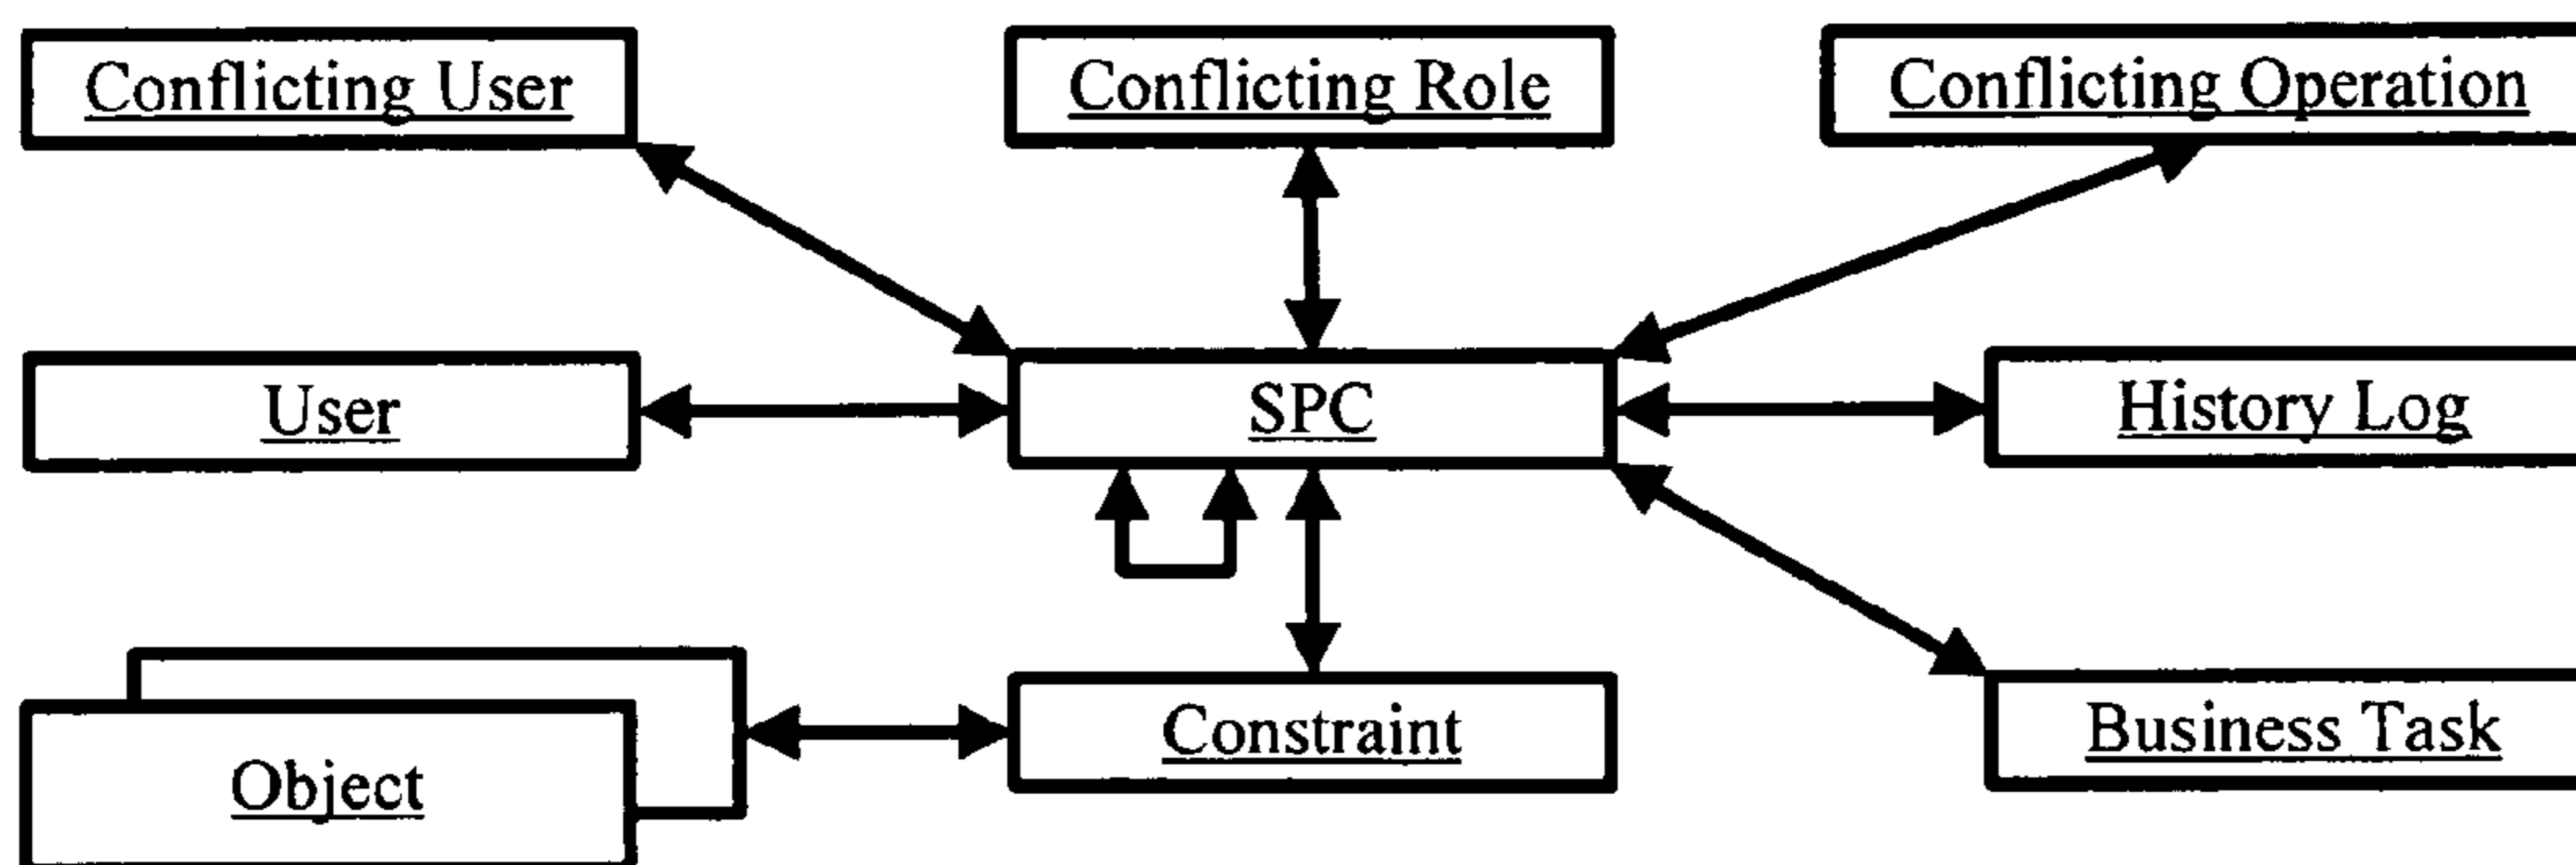 Conflicting User
Conflicting Role
Conflicting Operation
User
SPC
History Log
Object
Constraint
Business Task